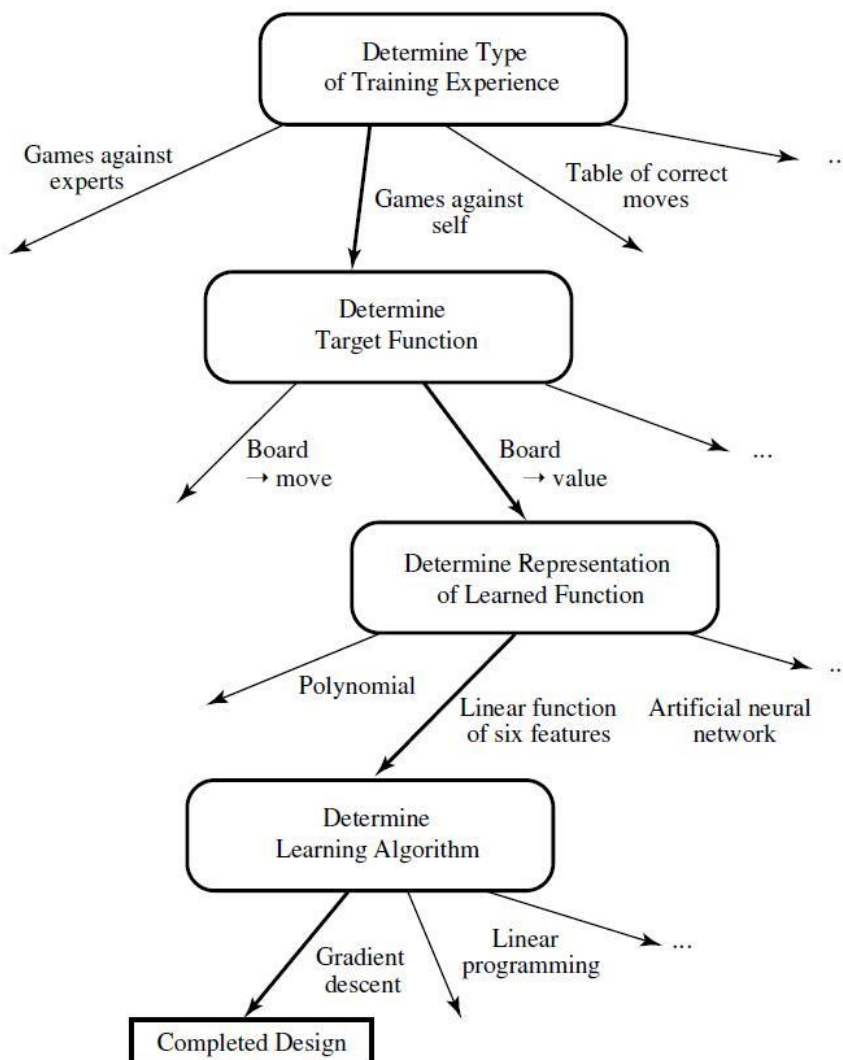 Determine Type
of Training Experience
Games against
experts
Games against
self
Table of correct
moves
..
Determine
Target Function
Board
→ move
Board
→ value
...
Determine Representation
of Learned Function
Polynomial
Linear function
of six features
Artificial neural
network
..
Determine
Learning Algorithm
Gradient
descent
Linear
programming
...
Completed Design